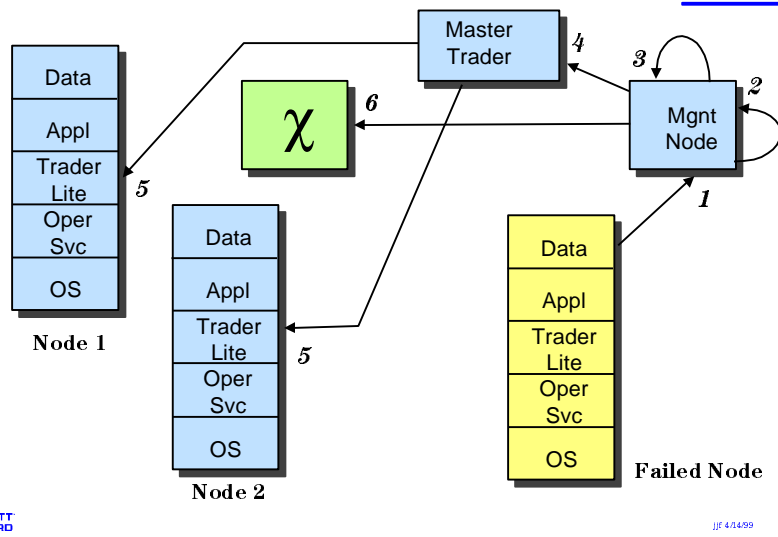 Master
Trader
4
3
2
Data
Appl
Trader
Lite
Oper
Svc
OS
Node 1
5
χ
6
Mgnt
Node
1
Data
Appl
Trader
Lite
Oper
Svc
OS
Node 2
5
Data
Appl
Trader
Lite
Oper
Svc
OS
Failed Node
TT
RD
jjf 4/14/99